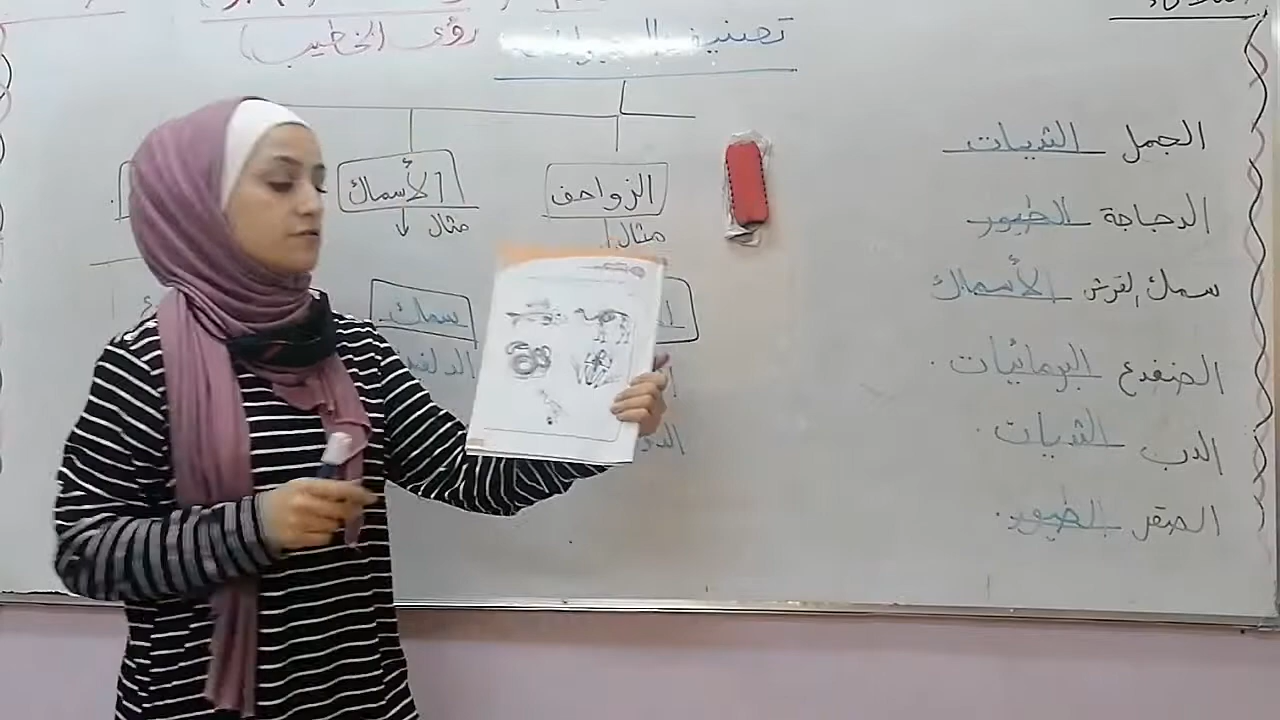 رؤى الخطيب)
تصنيف الحيوانات
الزواحف
الأسماك
مثال
مثال
سمك
الجمل الثديات
الدجاجة الطيور
سمك القرش الأسماك
الضفدع البرمائيات
الدب الثديات
الصقر الطيور